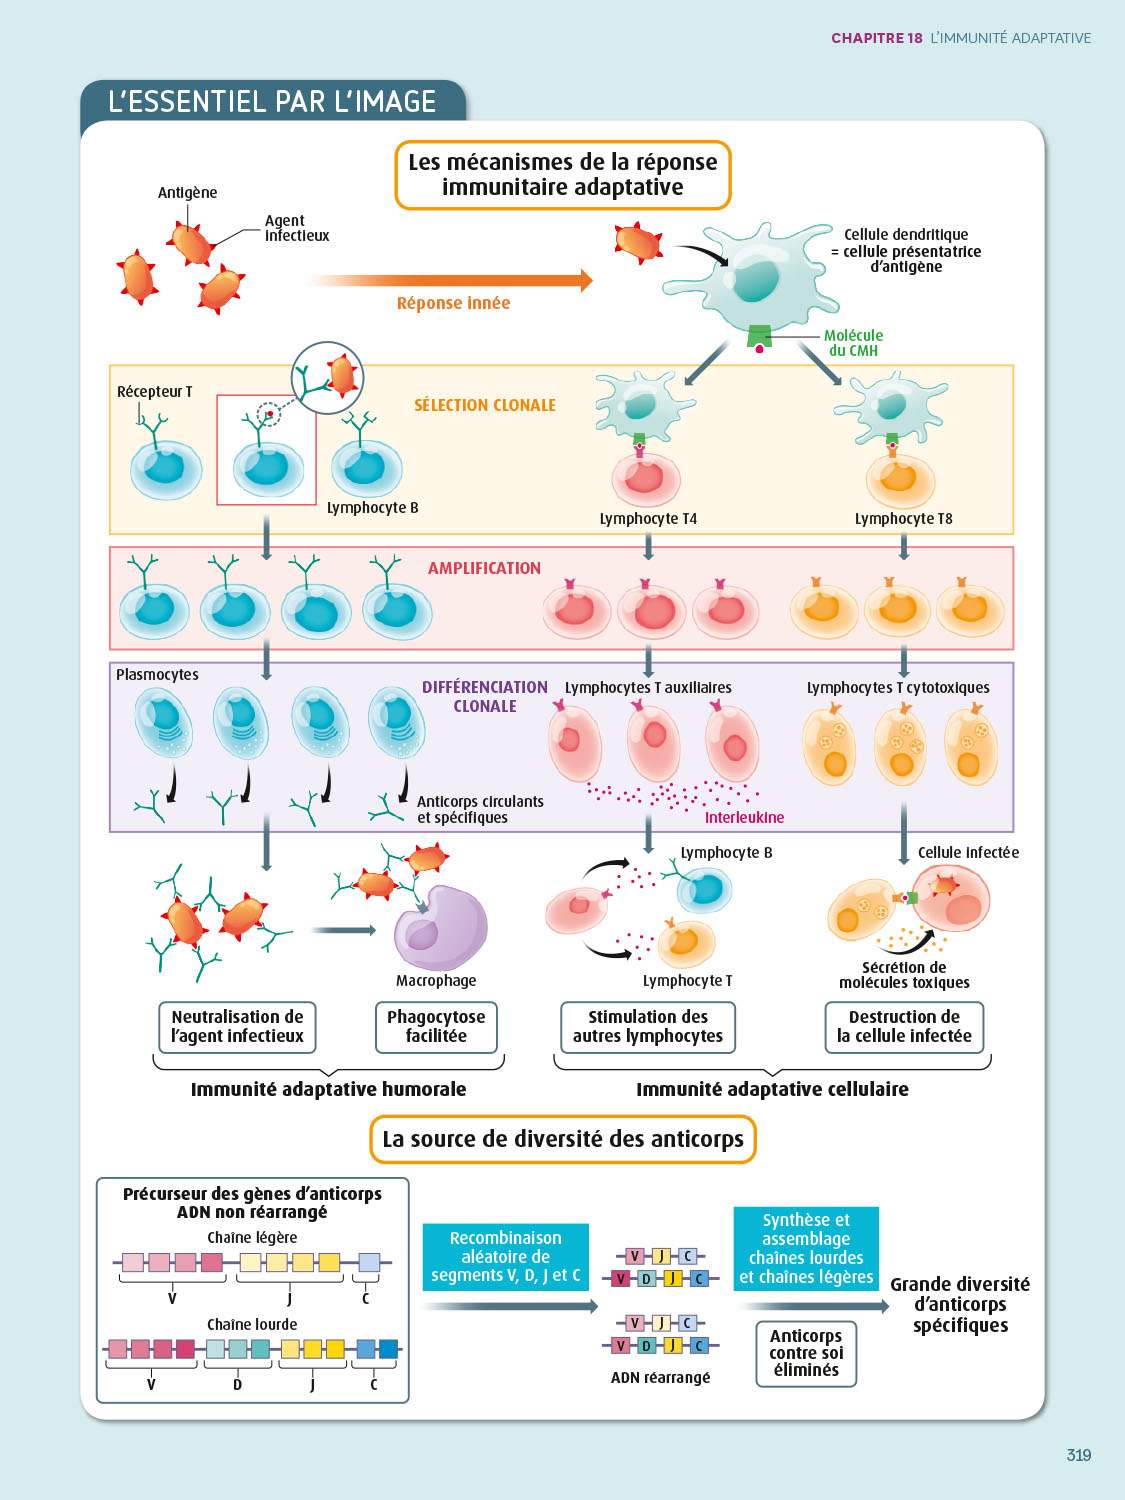 CHAPITRE 18 L'IMMUNITÉ ADAPTATIVE
L'ESSENTIEL PAR L'IMAGE
Les mécanismes de la réponse
immunitaire adaptative
Antigène
Agent
infectieux
Réponse innée
Cellule dendritique
= cellule présentatrice
d'antigène
Molécule
du CMH
Récepteur T
SÉLECTION CLONALE
Lymphocyte B
Lymphocyte T4
Lymphocyte T8
AMPLIFICATION
Plasmocytes
DIFFÉRENCIATION
CLONALE
Lymphocytes T auxiliaires
Lymphocytes T cytotoxiques
Anticorps circulants
et spécifiques
Interleukine
Macrophage
Lymphocyte B
Lymphocyte T
Cellule infectée
Sécrétion de
molécules toxiques
Neutralisation de
l'agent infectieux
Phagocytose
facilitée
Stimulation des
autres lymphocytes
Destruction de
la cellule infectée
Immunité adaptative humorale
Immunité adaptative cellulaire
La source de diversité des anticorps
Précurseur des gènes d'anticorps
ADN non réarrangé
Chaîne légère
V J C
Chaîne lourde
V D J C
Recombinaison
aléatoire de
segments V, D, J et C
V J C
V D J C
V J C
V D J C
ADN réarrangé
Synthèse et
assemblage
chaînes lourdes
et chaînes légères
Anticorps
contre soi
éliminés
Grande diversité
d'anticorps
spécifiques
319